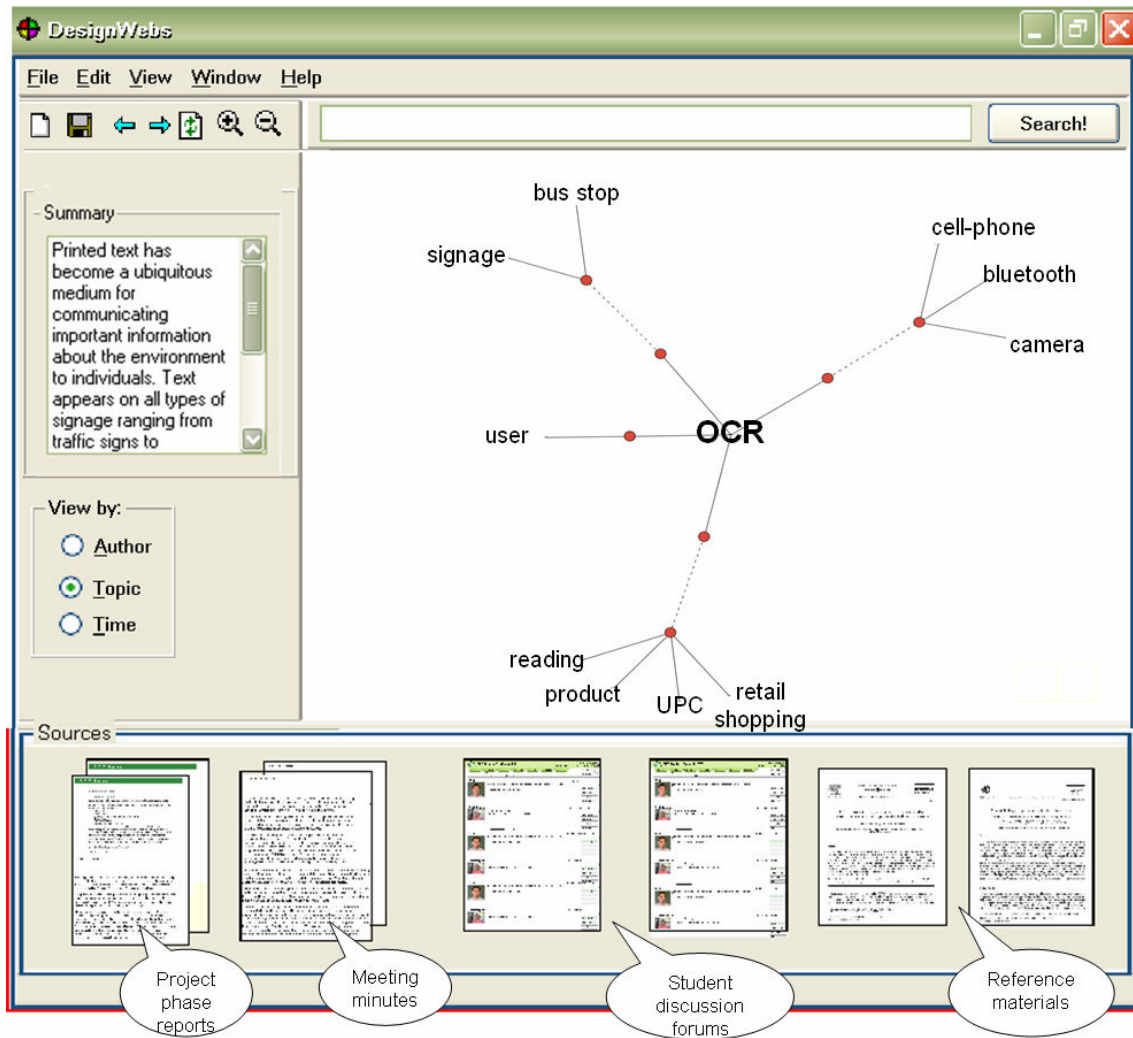 DesignWebs
File Edit View Window Help
Search!
Summary
Printed text has
become a ubiquitous
medium for
communicating
important information
about the environment
to individuals. Text
appears on all types of
signage ranging from
traffic signs to
View by:
Author
Topic
Time
bus stop
signage
cell-phone
bluetooth
camera
user
OCR
reading
product
UPC
retail
shopping
Sources
Project
phase
reports
Meeting
minutes
Student
discussion
forums
Reference
materials